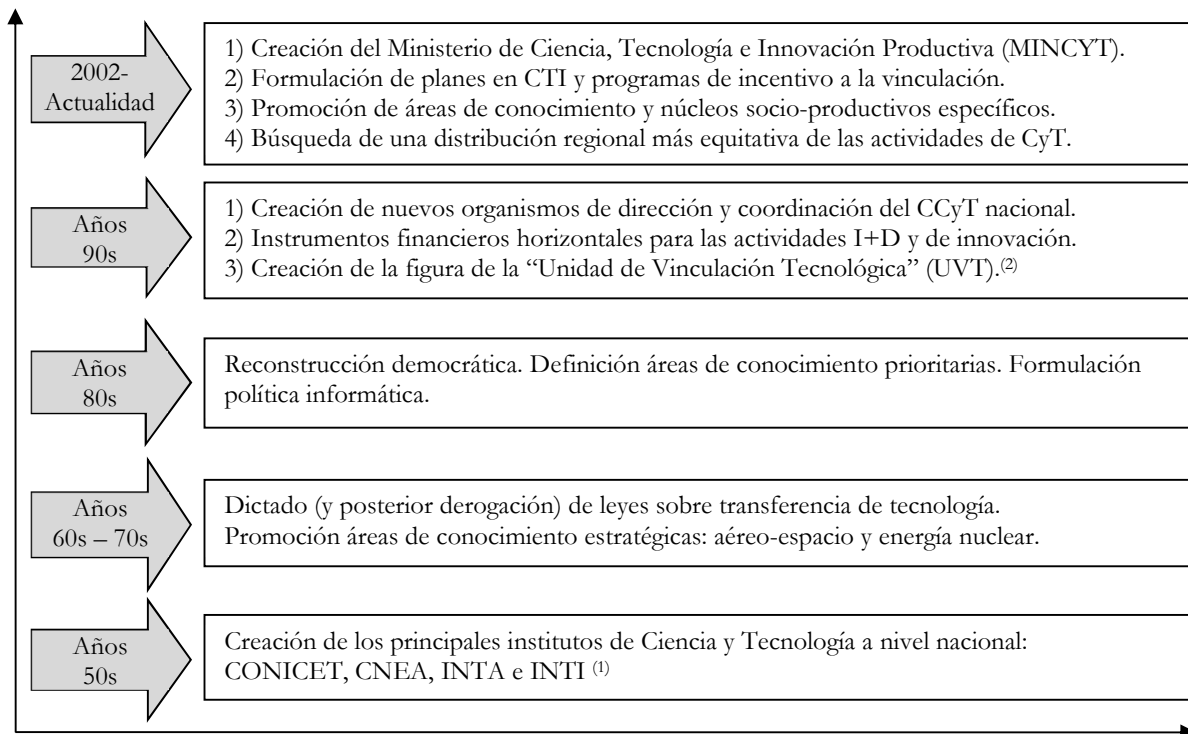 2002-
Actualidad
1) Creación del Ministerio de Ciencia, Tecnología e Innovación Productiva (MINCYT).
2) Formulación de planes en CTI y programas de incentivo a la vinculación.
3) Promoción de áreas de conocimiento y núcleos socio-productivos específicos.
4) Búsqueda de una distribución regional más equitativa de las actividades de CyT.
Años
90s
1) Creación de nuevos organismos de dirección y coordinación del CCyT nacional.
2) Instrumentos financieros horizontales para las actividades I+D y de innovación.
3) Creación de la figura de la “Unidad de Vinculación Tecnológica” (UVT).(2)
Años
80s
Reconstrucción democrática. Definición áreas de conocimiento prioritarias. Formulación
política informática.
Años
60s – 70s
Dictado (y posterior derogación) de leyes sobre transferencia de tecnología.
Promoción áreas de conocimiento estratégicas: aéreo-espacio y energía nuclear.
Años
50s
Creación de los principales institutos de Ciencia y Tecnología a nivel nacional:
CONICET, CNEA, INTA e INTI (1)